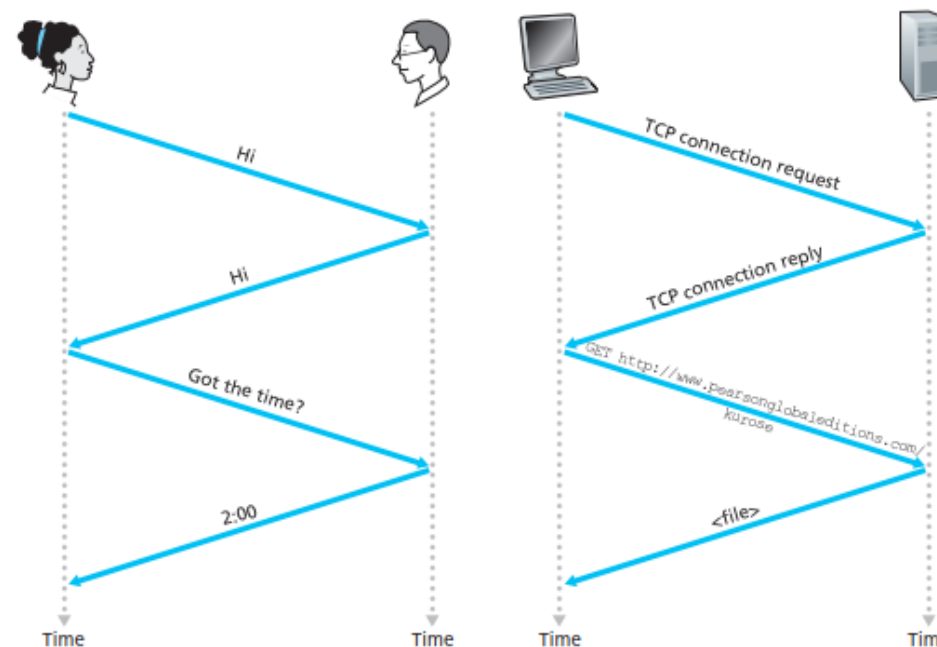 Hi
Hi
Got the time?
2:00
Time
Time
TCP connection request
TCP connection reply
GET http://www.pearsonglobaleditions.com/
kurose
<file>
Time
Tim